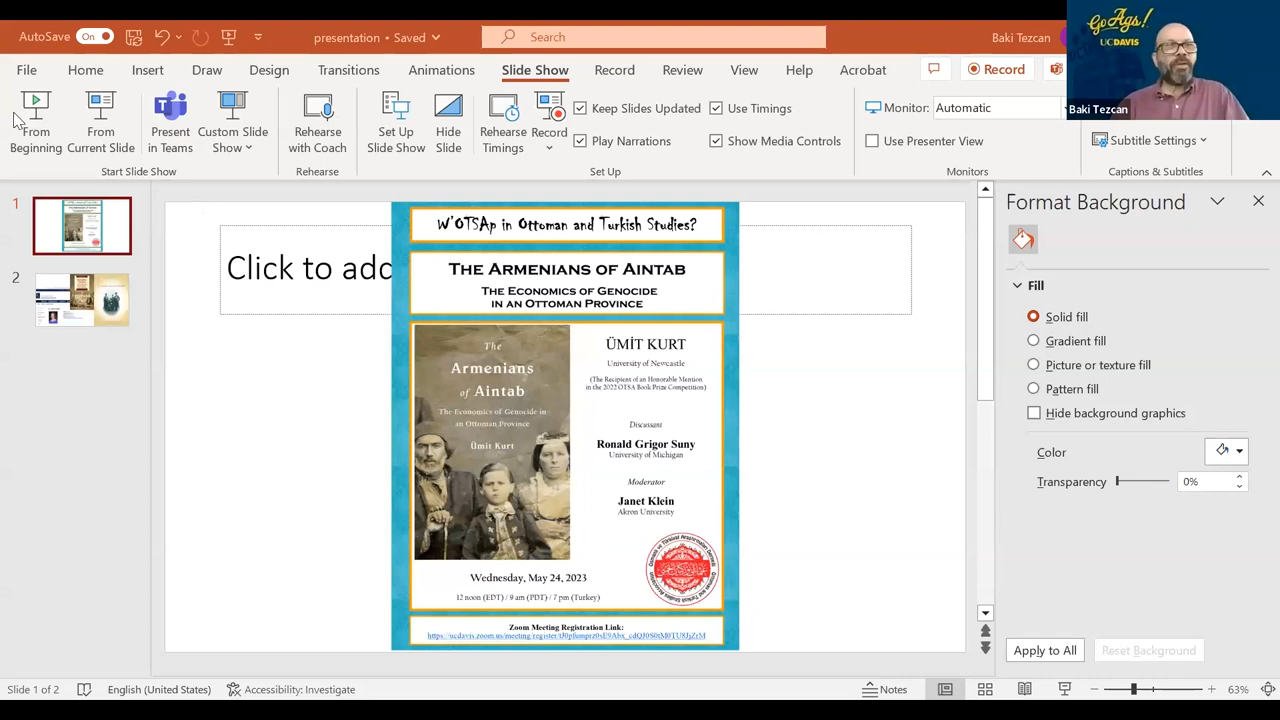 AutoSave On
presentation • Saved
Search
Baki Tezcan
Go Ags!
UC DAVIS
Baki Tezcan
File Home Insert Draw Design Transitions Animations Slide Show Record Review View Help Acrobat
Record
From Beginning
From Current Slide
Present in Teams
Custom Slide Show
Rehearse with Coach
Set Up Slide Show
Hide Slide
Rehearse Timings
Record
Keep Slides Updated
Use Timings
Play Narrations
Show Media Controls
Monitor: Automatic
Use Presenter View
Subtitle Settings
Start Slide Show
Rehearse
Set Up
Monitors
Captions & Subtitles
1
2
Click to add
W'OTSAp in Ottoman and Turkish Studies?
THE ARMENIANS OF AINTAB
THE ECONOMICS OF GENOCIDE
IN AN OTTOMAN PROVINCE
The
Armenians
of Aintab
The Economics of Genocide in
an Ottoman Province
Ümit Kurt
ÜMİT KURT
University of Newcastle
(The Recipient of an Honorable Mention
in the 2022 OTSA Book Prize Competition)
Discussant
Ronald Grigor Suny
University of Michigan
Moderator
Janet Klein
Akron University
Wednesday, May 24, 2023
12 noon (EDT) / 9 am (PDT) / 7 pm (Turkey)
Zoom Meeting Registration Link:
Format Background
Fill
Solid fill
Gradient fill
Picture or texture fill
Pattern fill
Hide background graphics
Color
Transparency 0%
Apply to All
Reset Background
Slide 1 of 2
English (United States)
Accessibility: Investigate
Notes
63%